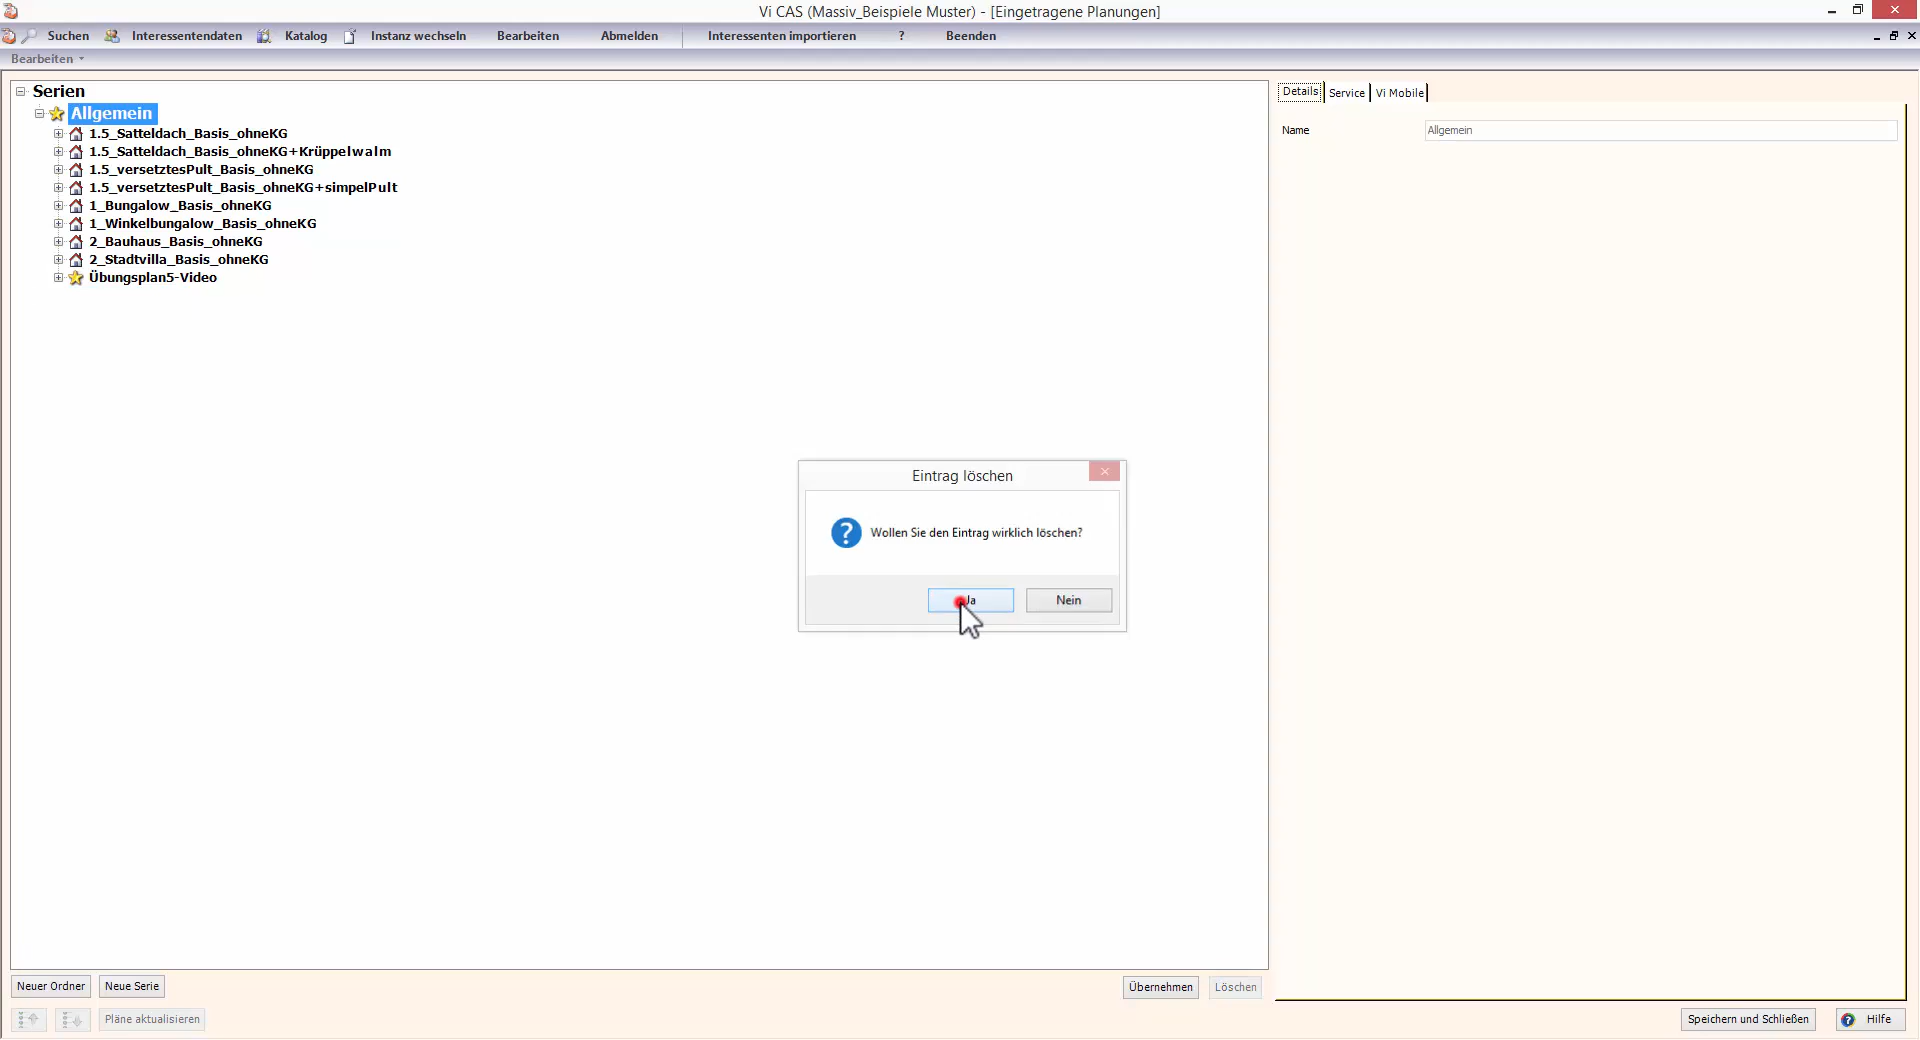 Vi CAS (Massiv_Beispiele Muster) - [Eingetragene Planungen]
Suchen Interessentendaten Katalog Instanz wechseln Bearbeiten Abmelden Interessenten importieren ? Beenden
Bearbeiten
Serien
Allgemein
1.5_Satteldach_Basis_ohneKG
1.5_Satteldach_Basis_ohneKG+Krüppelwalm
1.5_versetztesPult_Basis_ohneKG
1.5_versetztesPult_Basis_ohneKG+simpelPult
1_Bungalow_Basis_ohneKG
1_Winkelbungalow_Basis_ohneKG
2_Bauhaus_Basis_ohneKG
2_Stadtvilla_Basis_ohneKG
Übungsplan5-Video
Details Service Vi Mobile
Name Allgemein
Eintrag löschen
Wollen Sie den Eintrag wirklich löschen?
Ja Nein
Neuer Ordner Neue Serie Übernehmen Löschen
Pläne aktualisieren Speichern und Schließen Hilfe